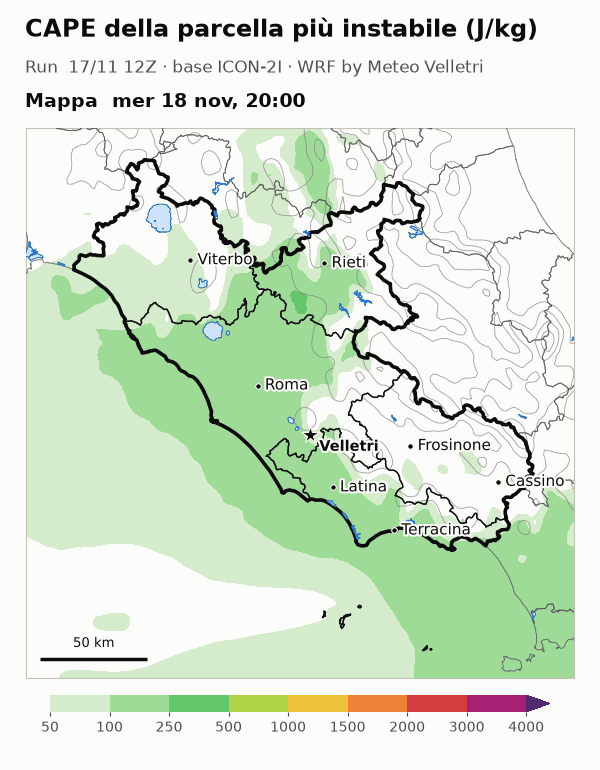 CAPE della parcella più instabile (J/kg)
Run  17/11 12Z · base ICON-2I · WRF by Meteo Velletri
Mappa  mer 18 nov, 20:00
Viterbo
Rieti
Roma
Velletri
Frosinone
Latina
Cassino
Terracina
50 km
50 100 250 500 1000 1500 2000 3000 4000